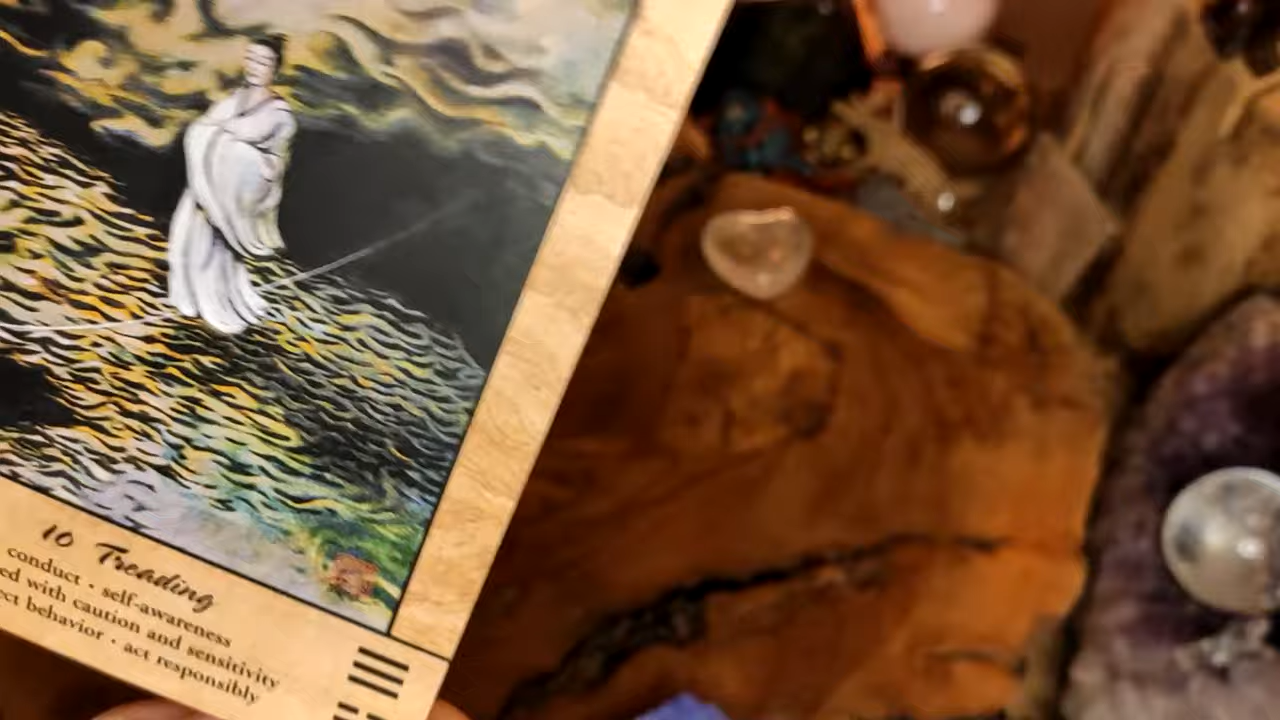 10 Treading
conduct • self-awareness
ed with caution and sensitivity
ect behavior • act responsibly